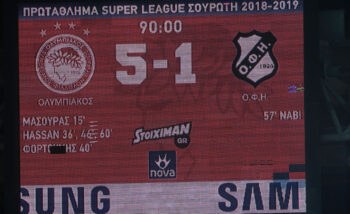 ΠΡΩΤΑΘΛΗΜΑ SUPER LEAGUE ΣΟΥΡΩΤΗ 2018-2019
90:00
5-1
ΟΛΥΜΠΙΑΚΟΣ
Ο.Φ.Η.
ΜΑΣΟΥΡΑΣ 15'
57' NABI
HASSAN 36', 46', 60'
40'
STOIXIMAN
GR
nova
SUNG SAM